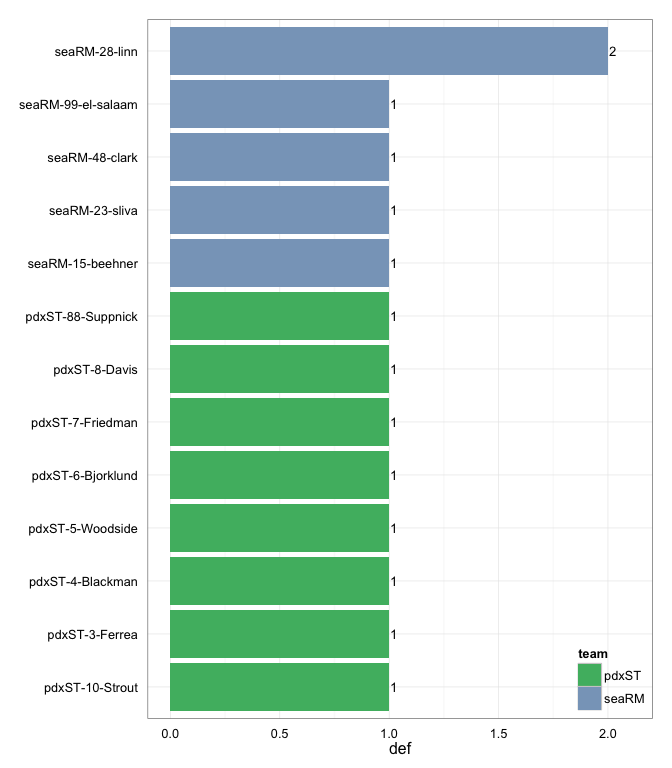 seaRM-28-linn 2
seaRM-99-el-salaam 1
seaRM-48-clark 1
seaRM-23-sliva 1
seaRM-15-beehner 1
pdxST-88-Suppnick 1
pdxST-8-Davis 1
pdxST-7-Friedman 1
pdxST-6-Bjorklund 1
pdxST-5-Woodside 1
pdxST-4-Blackman 1
pdxST-3-Ferrea 1
pdxST-10-Strout 1
team
pdxST
seaRM
0.0 0.5 1.0 1.5 2.0
def